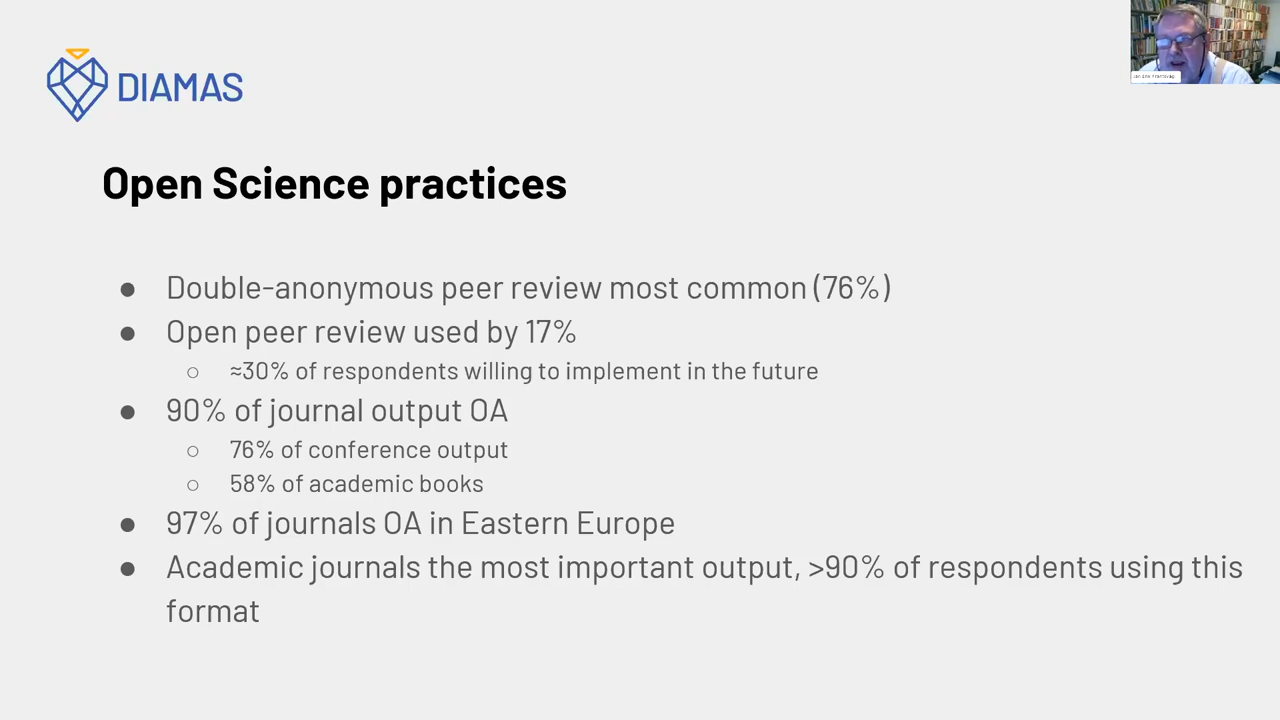 DIAMAS
Open Science practices
● Double-anonymous peer review most common (76%)
● Open peer review used by 17%
○ ≈30% of respondents willing to implement in the future
● 90% of journal output OA
○ 76% of conference output
○ 58% of academic books
● 97% of journals OA in Eastern Europe
● Academic journals the most important output, >90% of respondents using this
format